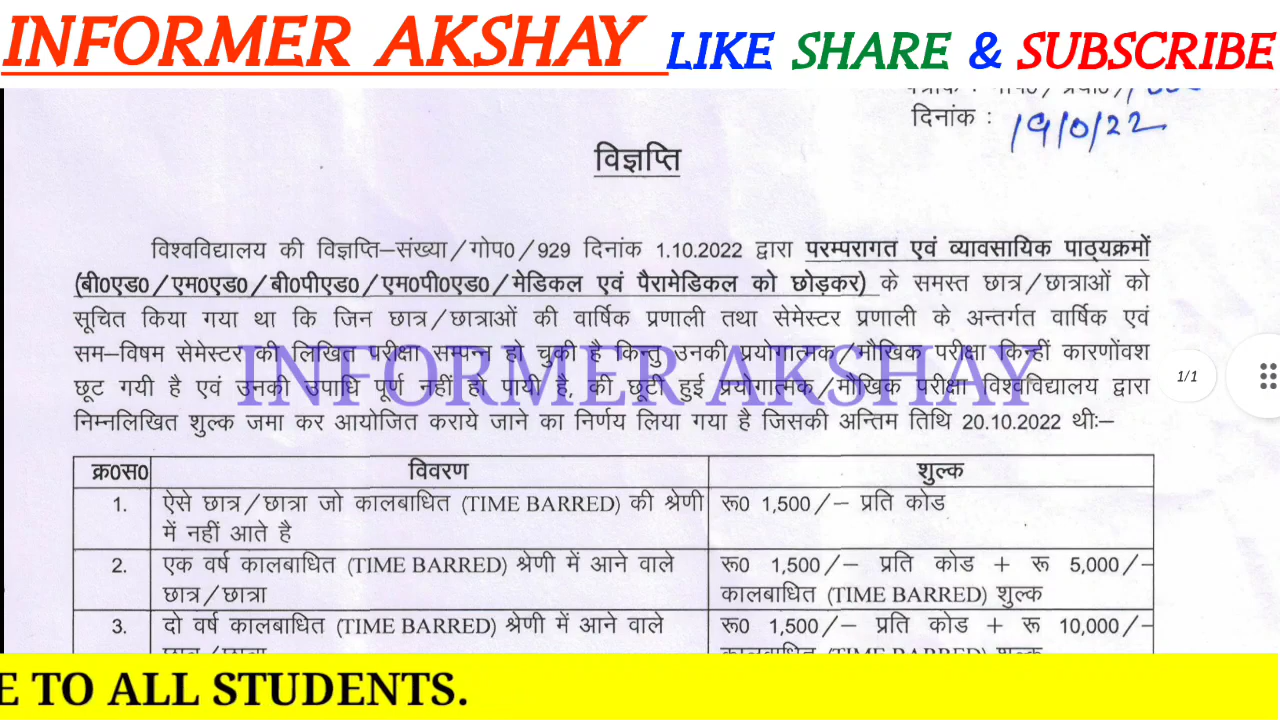 INFORMER AKSHAY LIKE SHARE & SUBSCRIBE
दिनांक :
विज्ञप्ति
विश्वविद्यालय की विज्ञप्ति–संख्या/गोप0/929 दिनांक 1.10.2022 द्वारा परम्परागत एवं व्यावसायिक पाठ्यक्रमों
(बी0एड0/एम0एड0/बी0पीएड0/एम0पी0एड0/मेडिकल एवं पैरामेडिकल को छोड़कर) के समस्त छात्र/छात्राओं को
सूचित किया गया था कि जिन छात्र/छात्राओं की वार्षिक प्रणाली तथा सेमेस्टर प्रणाली के अन्तर्गत वार्षिक एवं
सम–विषम सेमेस्टर की लिखित परीक्षा सम्पन्न हो चुकी है किन्तु उनकी प्रयोगात्मक/मौखिक परीक्षा किन्हीं कारणोंवश
INFORMER AKSHAY
1/1
छूट गयी है एवं उनकी उपाधि पूर्ण नहीं हो पायी है, की छूटी हुई प्रयोगात्मक/मौखिक परीक्षा विश्वविद्यालय द्वारा
निम्नलिखित शुल्क जमा कर आयोजित कराये जाने का निर्णय लिया गया है जिसकी अन्तिम तिथि 20.10.2022 थीः–
क्र0स0 विवरण शुल्क
1. ऐसे छात्र/छात्रा जो कालबाधित (TIME BARRED) की श्रेणी रू0 1,500/– प्रति कोड
में नहीं आते है
2. एक वर्ष कालबाधित (TIME BARRED) श्रेणी में आने वाले रू0 1,500/– प्रति कोड + रू 5,000/–
छात्र/छात्रा कालबाधित (TIME BARRED) शुल्क
3. दो वर्ष कालबाधित (TIME BARRED) श्रेणी में आने वाले रू0 1,500/– प्रति कोड + रू 10,000/–
E TO ALL STUDENTS.